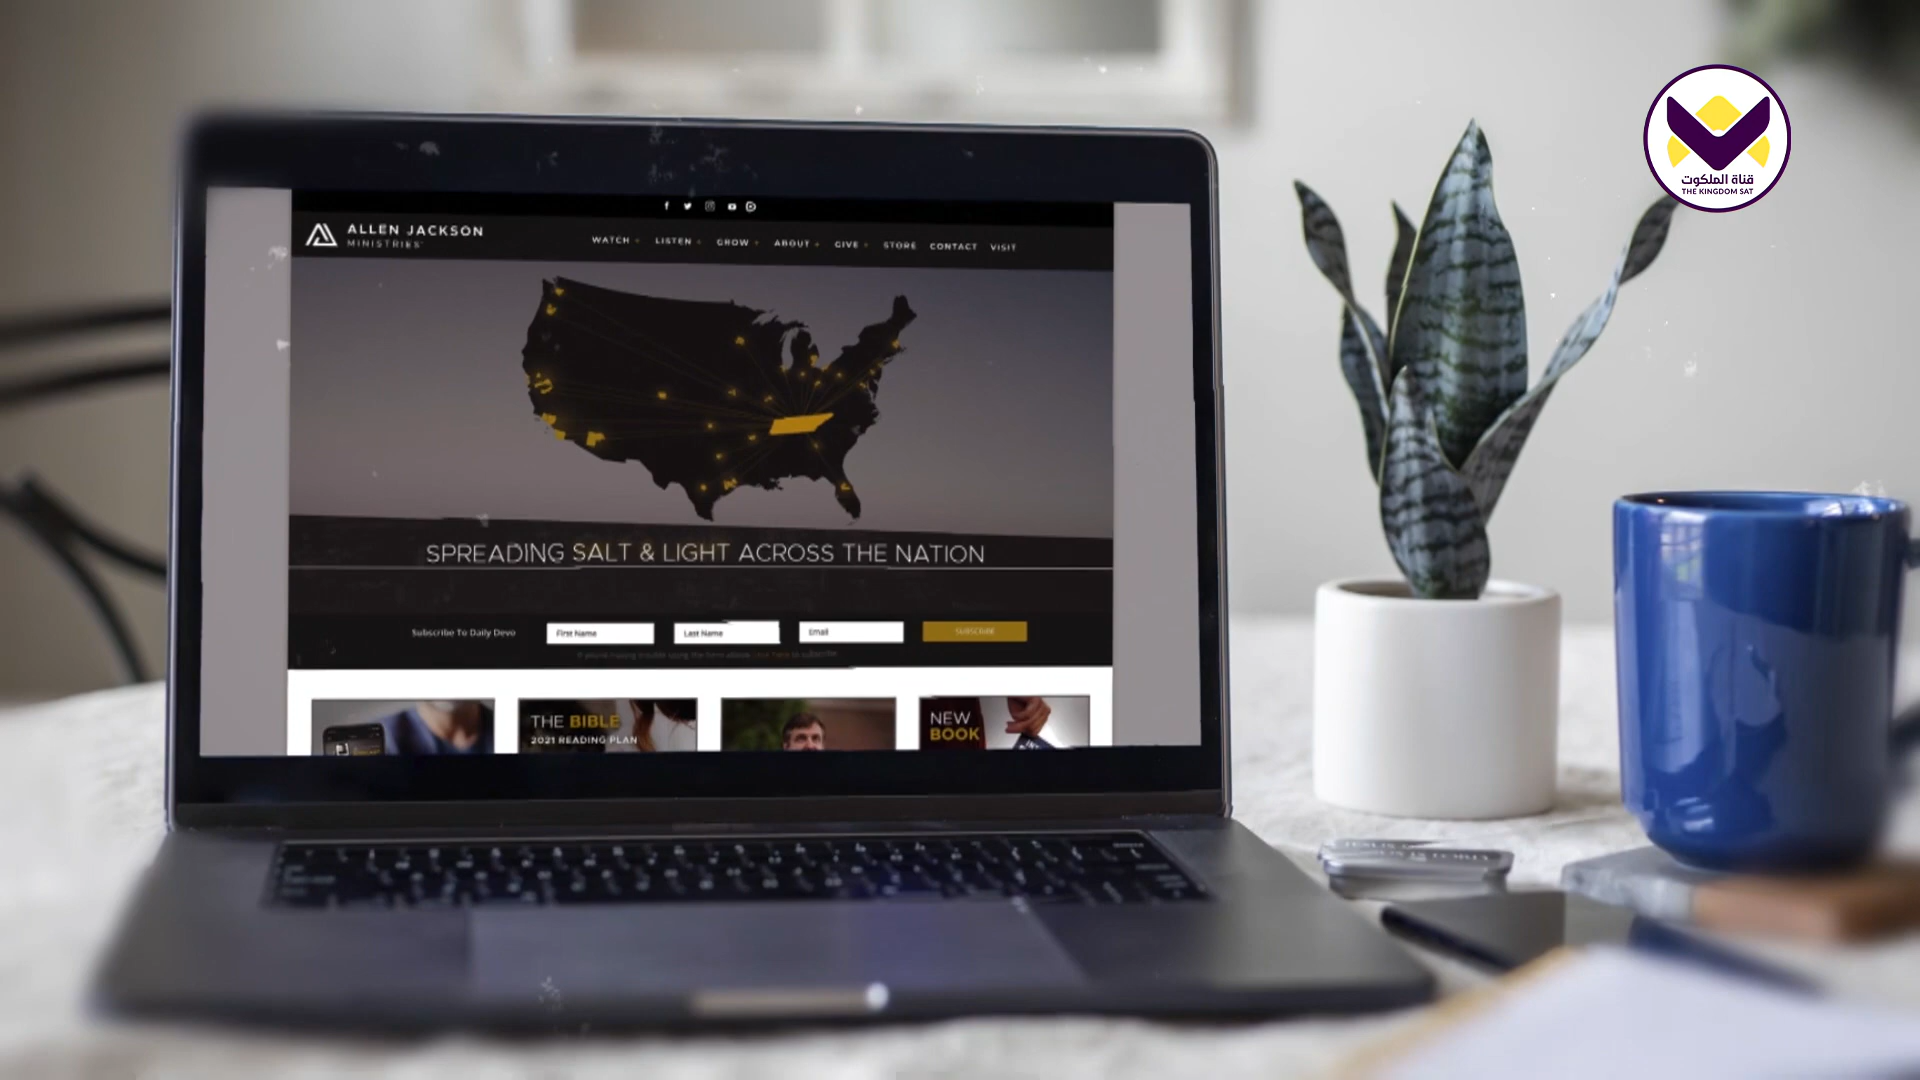 قناة الملكوت
THE KINGDOM SAT
ALLEN JACKSON
MINISTRIES
WATCH LISTEN GROW ABOUT GIVE STORE CONTACT VISIT
SPREADING SALT & LIGHT ACROSS THE NATION
Subscribe To Daily Devo First Name Last Name Email SUBSCRIBE
THE BIBLE
2021 READING PLAN
NEW
BOOK